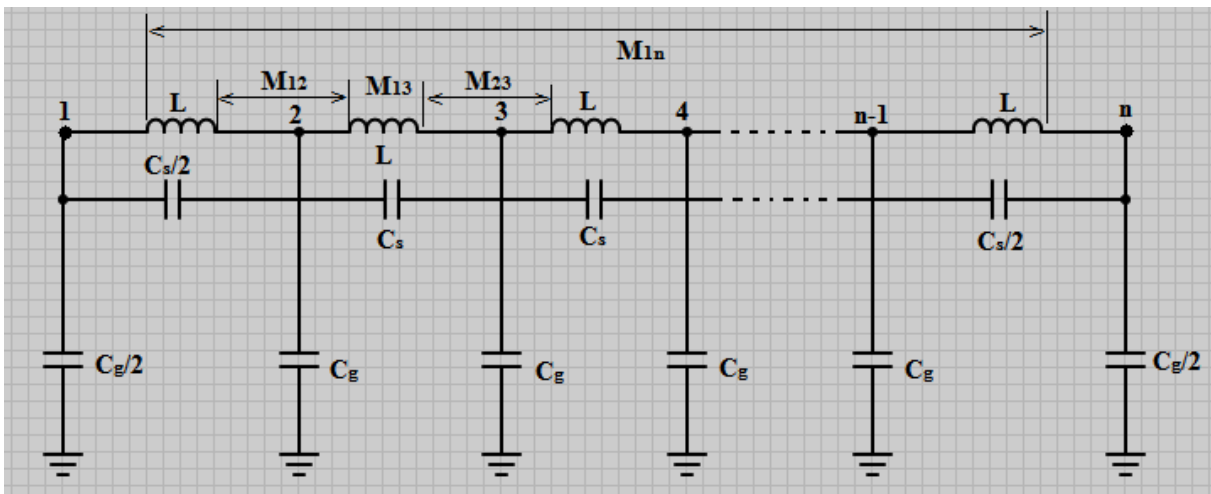 M1n
M12 M13 M23
1 L 2 3 L 4 n-1 L n
Cs/2 L
Cs Cs Cs/2
Cg/2 Cg Cg Cg Cg Cg/2